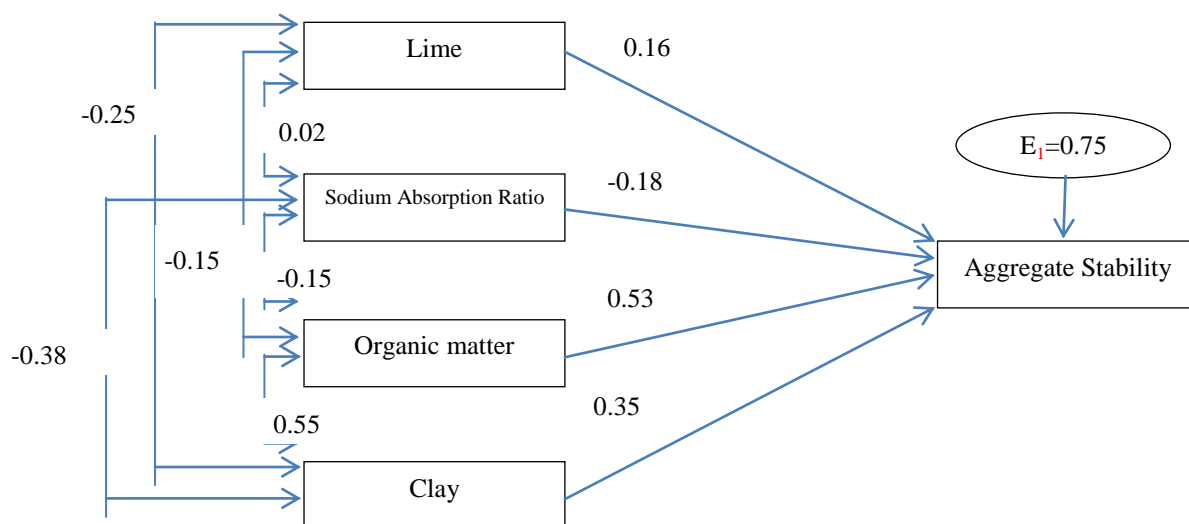 Lime
0.16
-0.25
0.02
E1=0.75
Sodium Absorption Ratio
-0.18
-0.15
-0.15
Aggregate Stability
0.53
Organic matter
-0.38
0.35
0.55
Clay